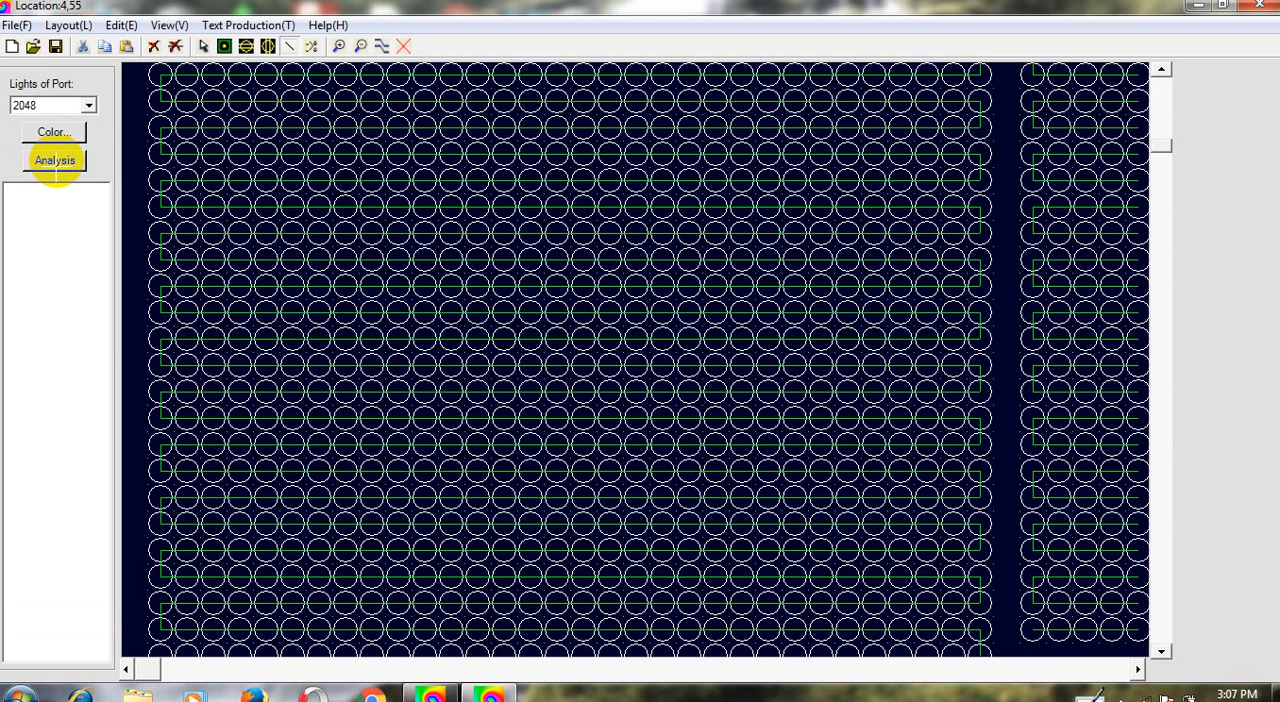 Location:4,55
File(F) Layout(L) Edit(E) View(V) Text Production(T) Help(H)
Lights of Port:
2048
Color...
Analysis
3:07 PM